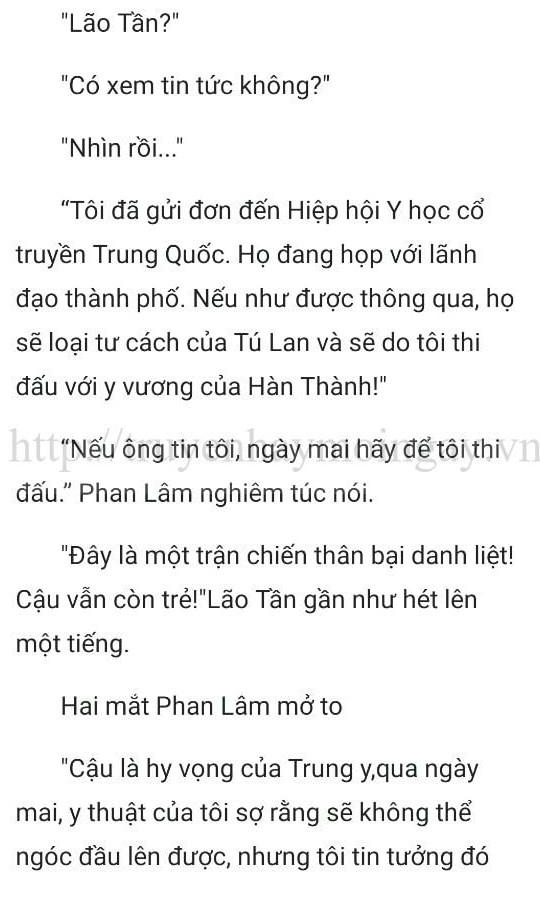 "Lão Tần?"
"Có xem tin tức không?"
"Nhìn rồi..."
“Tôi đã gửi đơn đến Hiệp hội Y học cổ
truyền Trung Quốc. Họ đang họp với lãnh
đạo thành phố. Nếu như được thông qua, họ
sẽ loại tư cách của Tú Lan và sẽ do tôi thi
đấu với y vương của Hàn Thành!"
http://truyenhaymoingay.vn
“Nếu ông tin tôi, ngày mai hãy để tôi thi
đấu.” Phan Lâm nghiêm túc nói.
"Đây là một trận chiến thân bại danh liệt!
Cậu vẫn còn trẻ!"Lão Tần gần như hét lên
một tiếng.
Hai mắt Phan Lâm mở to
"Cậu là hy vọng của Trung y,qua ngày
mai, y thuật của tôi sợ rằng sẽ không thể
ngóc đầu lên được, nhưng tôi tin tưởng đó